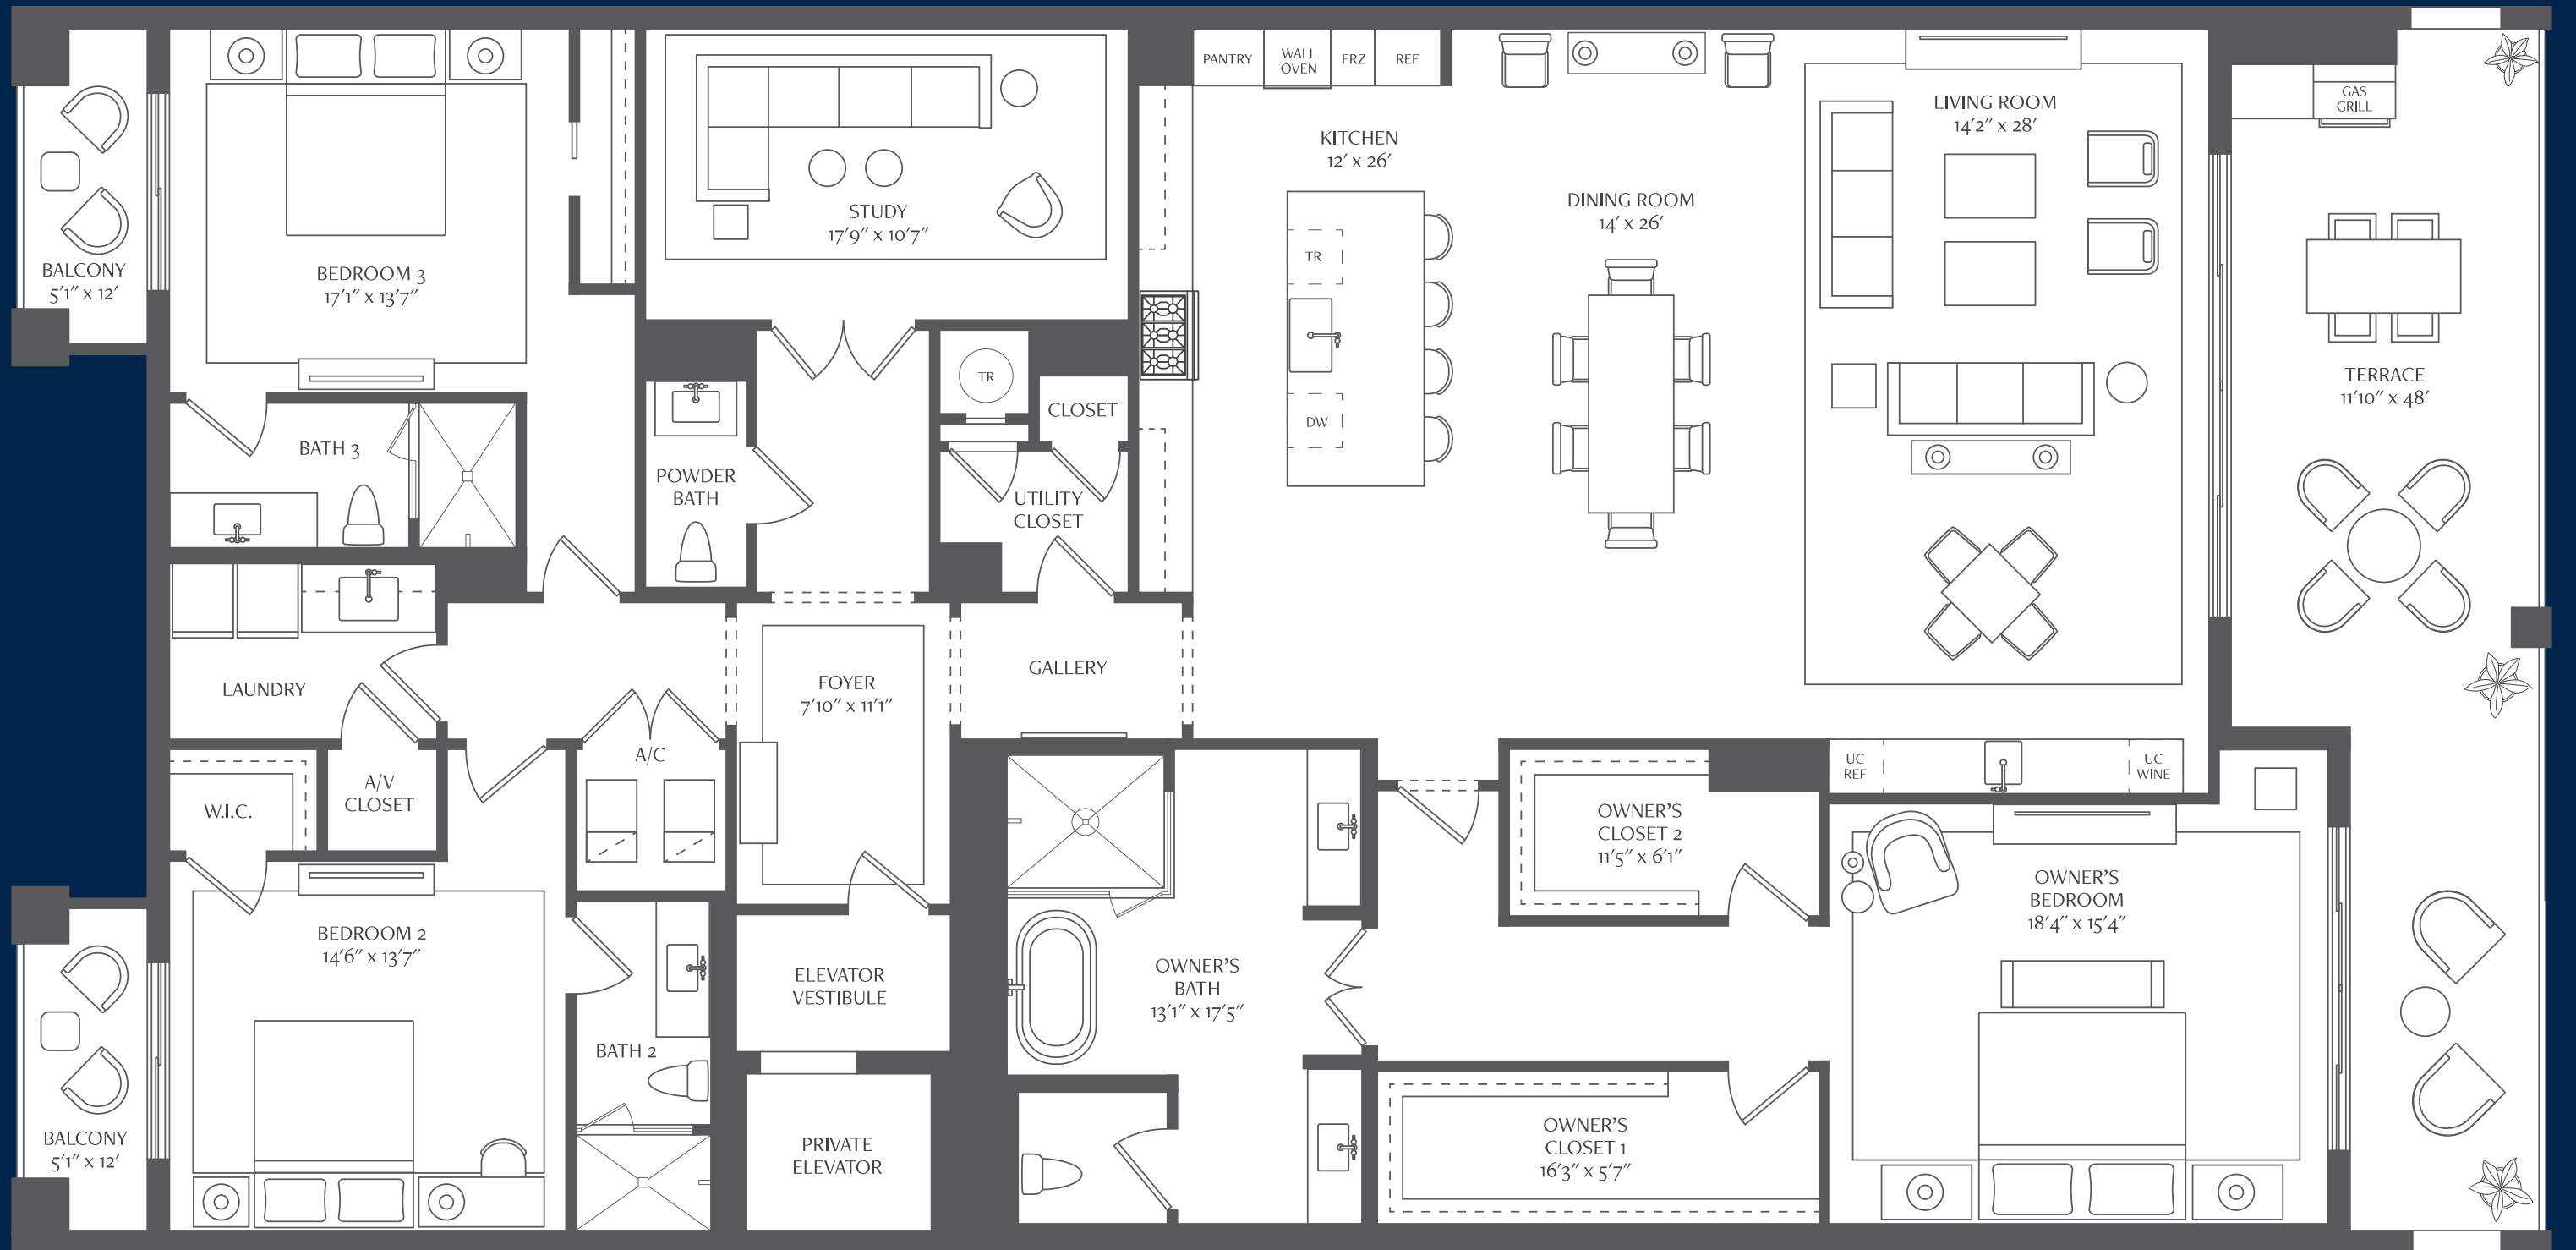 PANTRY
WALL
OVEN
FRZ
REF
GAS
GRILL
LIVING ROOM
14'2" x 28'
KITCHEN
12' x 26'
DINING ROOM
14' x 26'
STUDY
17'9" x 10'7"
BALCONY
5'1" x 12'
BEDROOM 3
17'1" x 13'7"
TR
TR
DW
TERRACE
11'10" x 48'
CLOSET
BATH 3
POWDER
BATH
UTILITY
CLOSET
LAUNDRY
FOYER
7'10" x 11'1"
GALLERY
A/C
A/V
CLOSET
W.I.C.
UC
REF
UC
WINE
OWNER'S
CLOSET 2
11'5" x 6'1"
OWNER'S
BEDROOM
18'4" x 15'4"
BEDROOM 2
14'6" x 13'7"
ELEVATOR
VESTIBULE
OWNER'S
BATH
13'1" x 17'5"
BATH 2
BALCONY
5'1" x 12'
PRIVATE
ELEVATOR
OWNER'S
CLOSET 1
16'3" x 5'7"